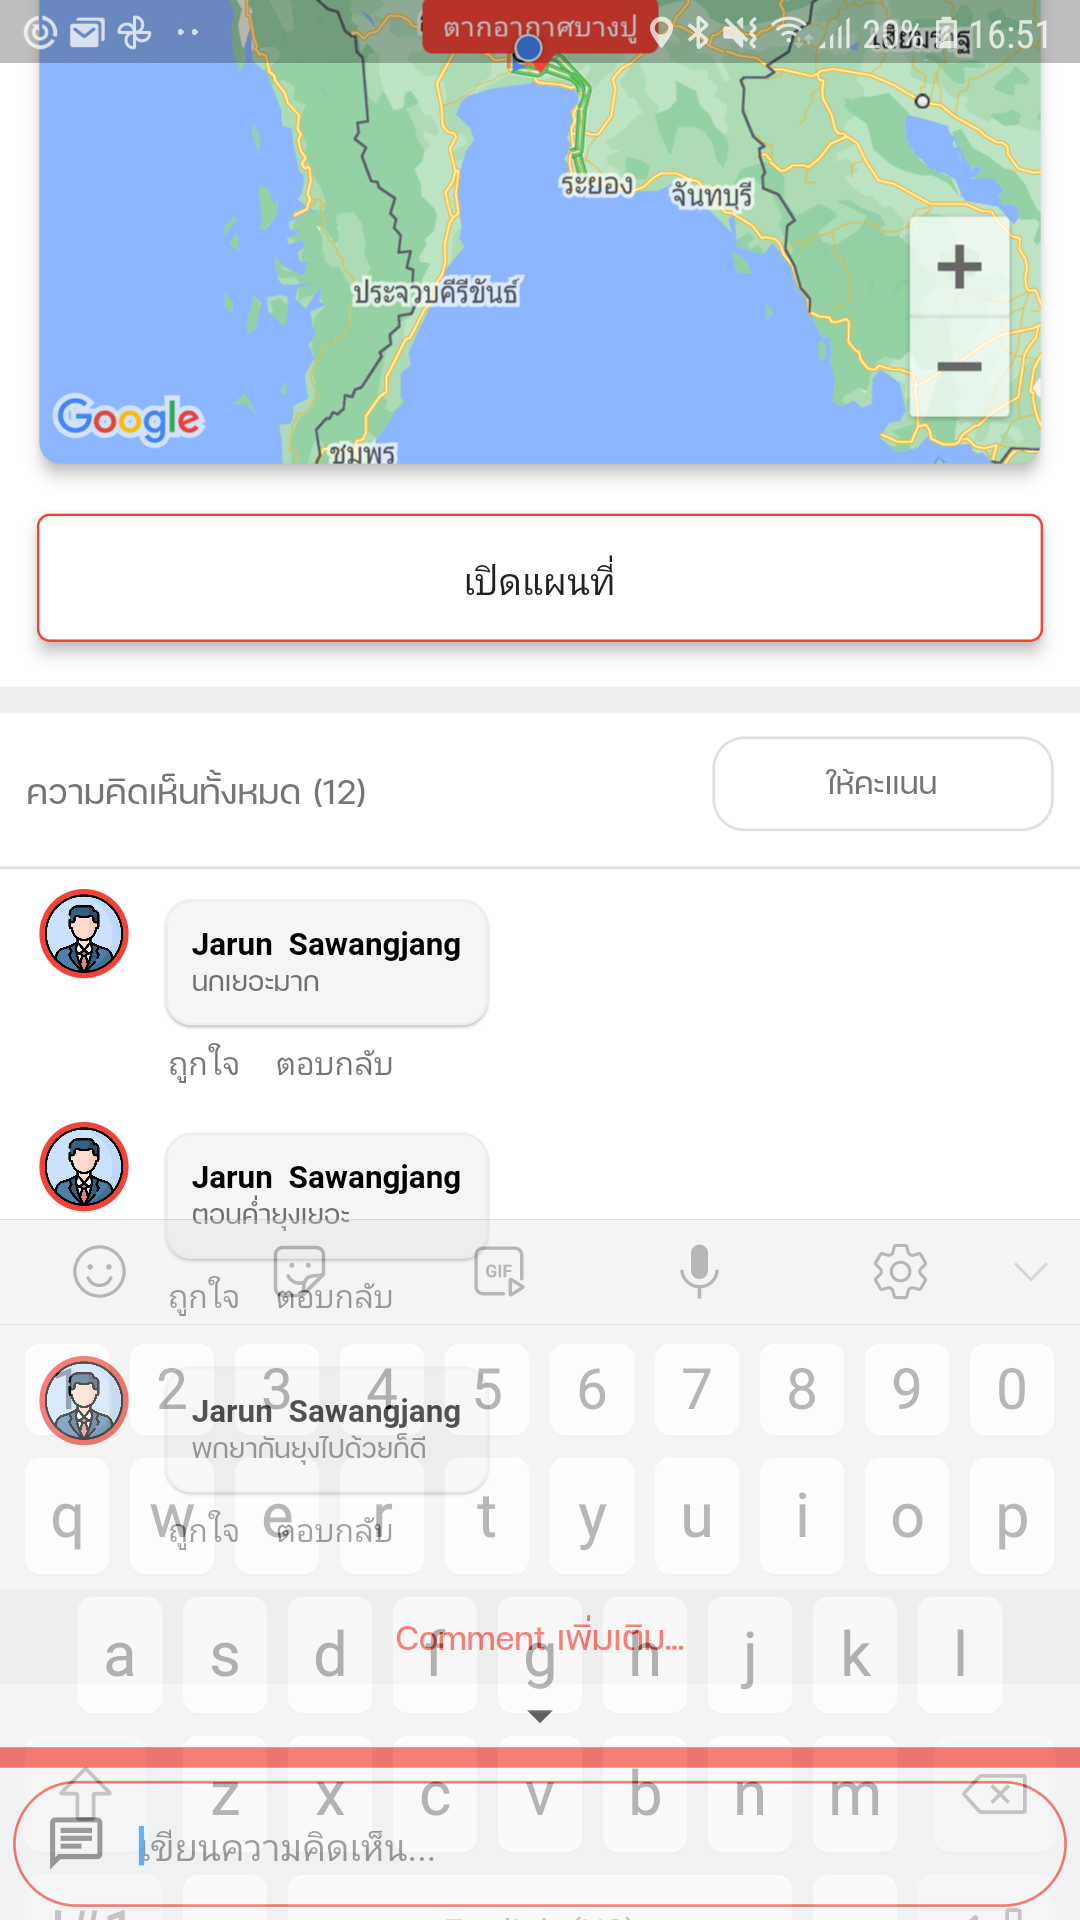 ตากอากาศบางปู
20% 16:51
ระยอง
จันทบุรี
ประจวบคีรีขันธ์
Google
ชุมพร
+
−
เปิดแผนที่
ความคิดเห็นทั้งหมด (12)
ให้คะแนน
Jarun Sawangjang
นกเยอะมาก
ถูกใจ ตอบกลับ
Jarun Sawangjang
ตอนค่ำยุงเยอะ
GIF
ถูกใจ ตอบกลับ
1 2 3 4 5 6 7 8 9 0
Jarun Sawangjang
พกยากันยุงไปด้วยก็ดี
q w e r t y u i o p
ถูกใจ ตอบกลับ
Comment เพิ่มเติม...
a s d f g h j k l
z x c v b n m
เขียนความคิดเห็น...